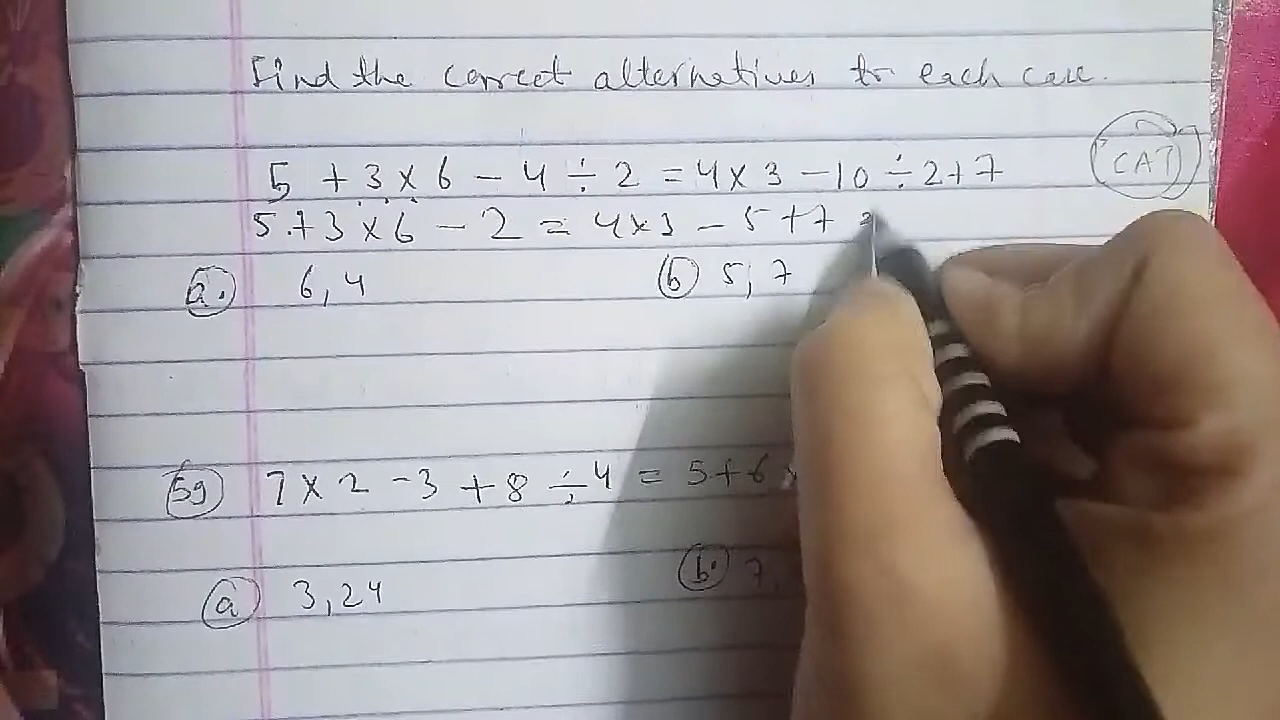 Find the correct alternatives to each case.
CAT
5 + 3 × 6 - 4 ÷ 2 = 4 × 3 - 10 ÷ 2 + 7
5 + 3 × 6 - 2 = 4 × 3 - 5 + 7
a. 6, 4 b 5, 7
59 7 × 2 - 3 + 8 ÷ 4 = 5 + 6 ×
a 3, 24 b. 7,